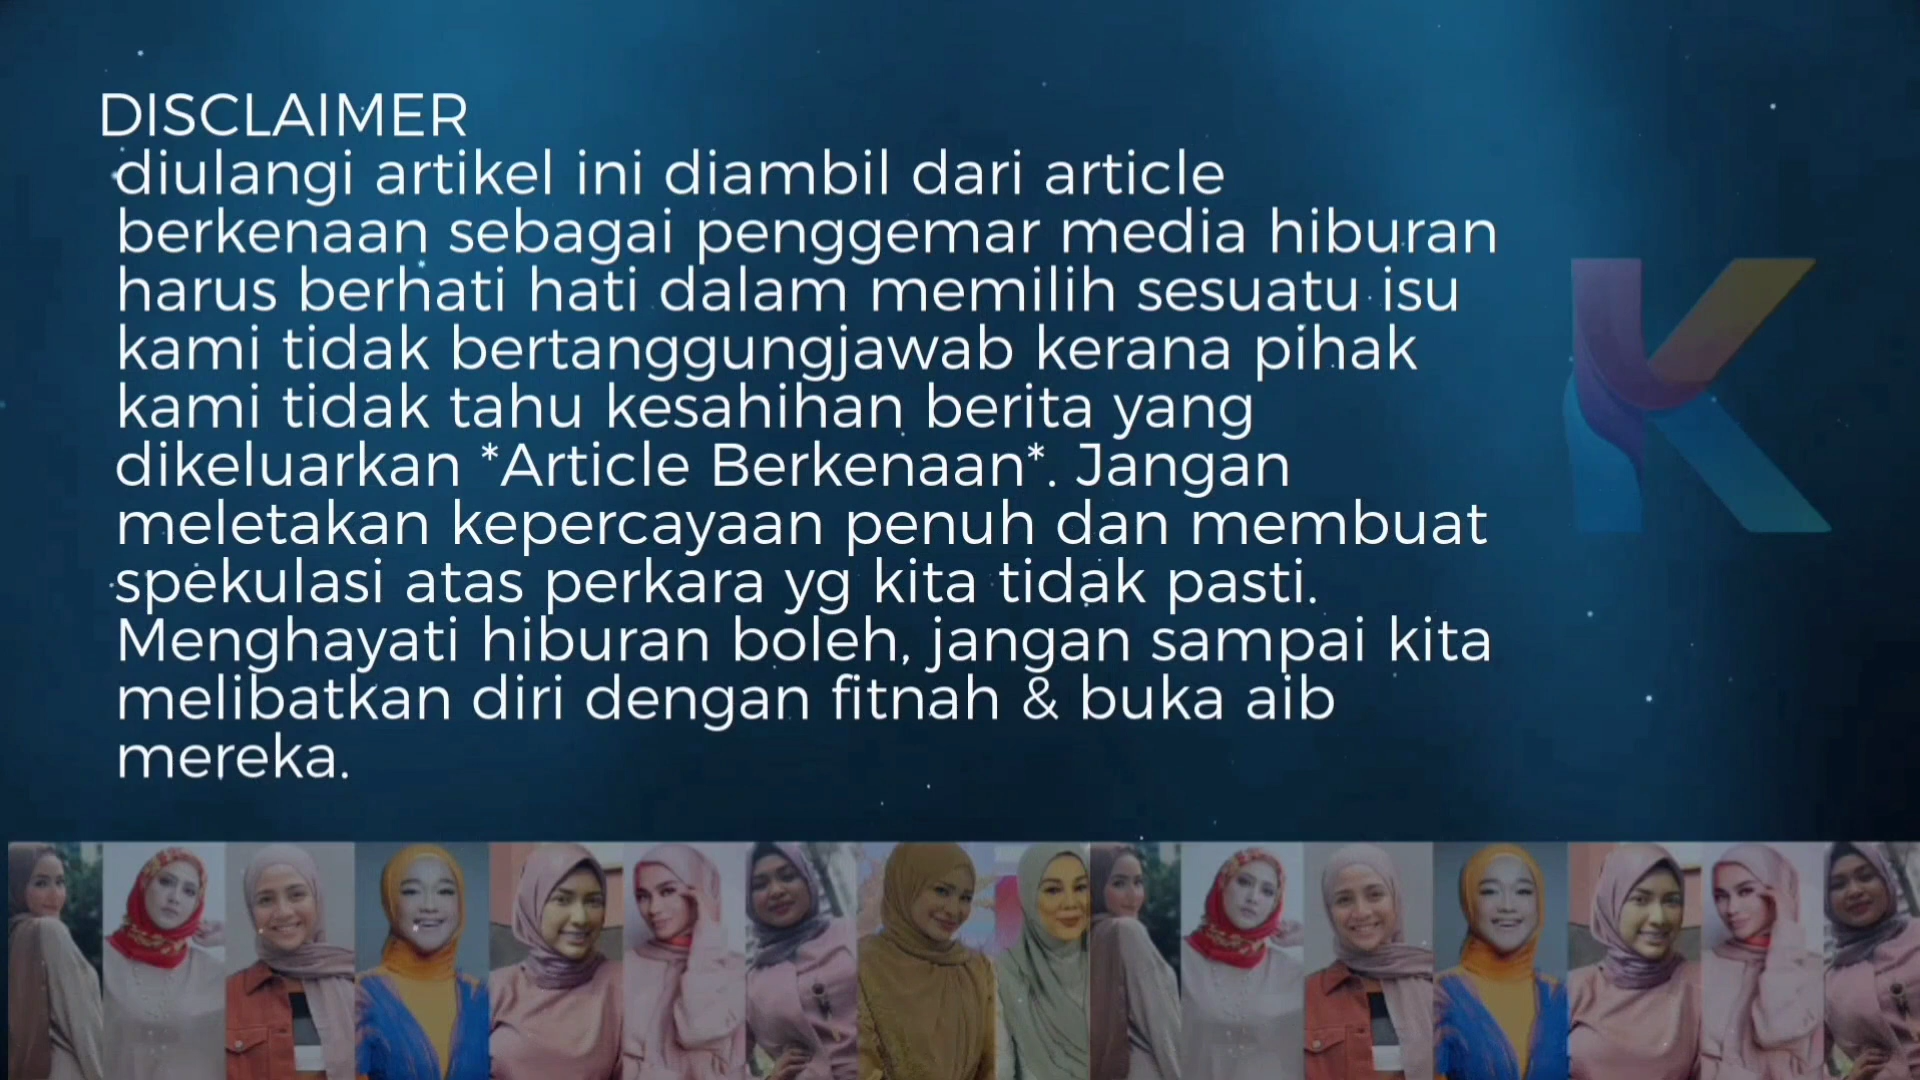 DISCLAIMER
diulangi artikel ini diambil dari article
berkenaan sebagai penggemar media hiburan
harus berhati hati dalam memilih sesuatu isu
kami tidak bertanggungjawab kerana pihak
kami tidak tahu kesahihan berita yang
dikeluarkan *Article Berkenaan*. Jangan
meletakan kepercayaan penuh dan membuat
spekulasi atas perkara yg kita tidak pasti.
Menghayati hiburan boleh, jangan sampai kita
melibatkan diri dengan fitnah & buka aib
mereka.
K